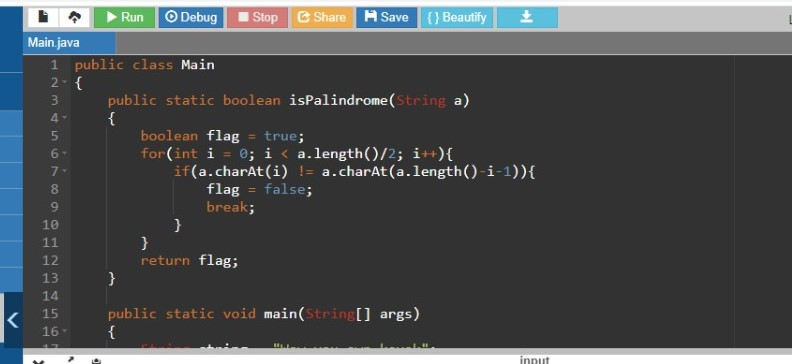 Run Debug Stop Share Save { } Beautify
Main.java
1 public class Main
2 {
3 public static boolean isPalindrome(String a)
4 {
5 boolean flag = true;
6 for(int i = 0; i < a.length()/2; i++){
7 if(a.charAt(i) != a.charAt(a.length()-i-1)){
8 flag = false;
9 break;
10 }
11 }
12 return flag;
13 }
14
15 public static void main(String[] args)
16 {
input